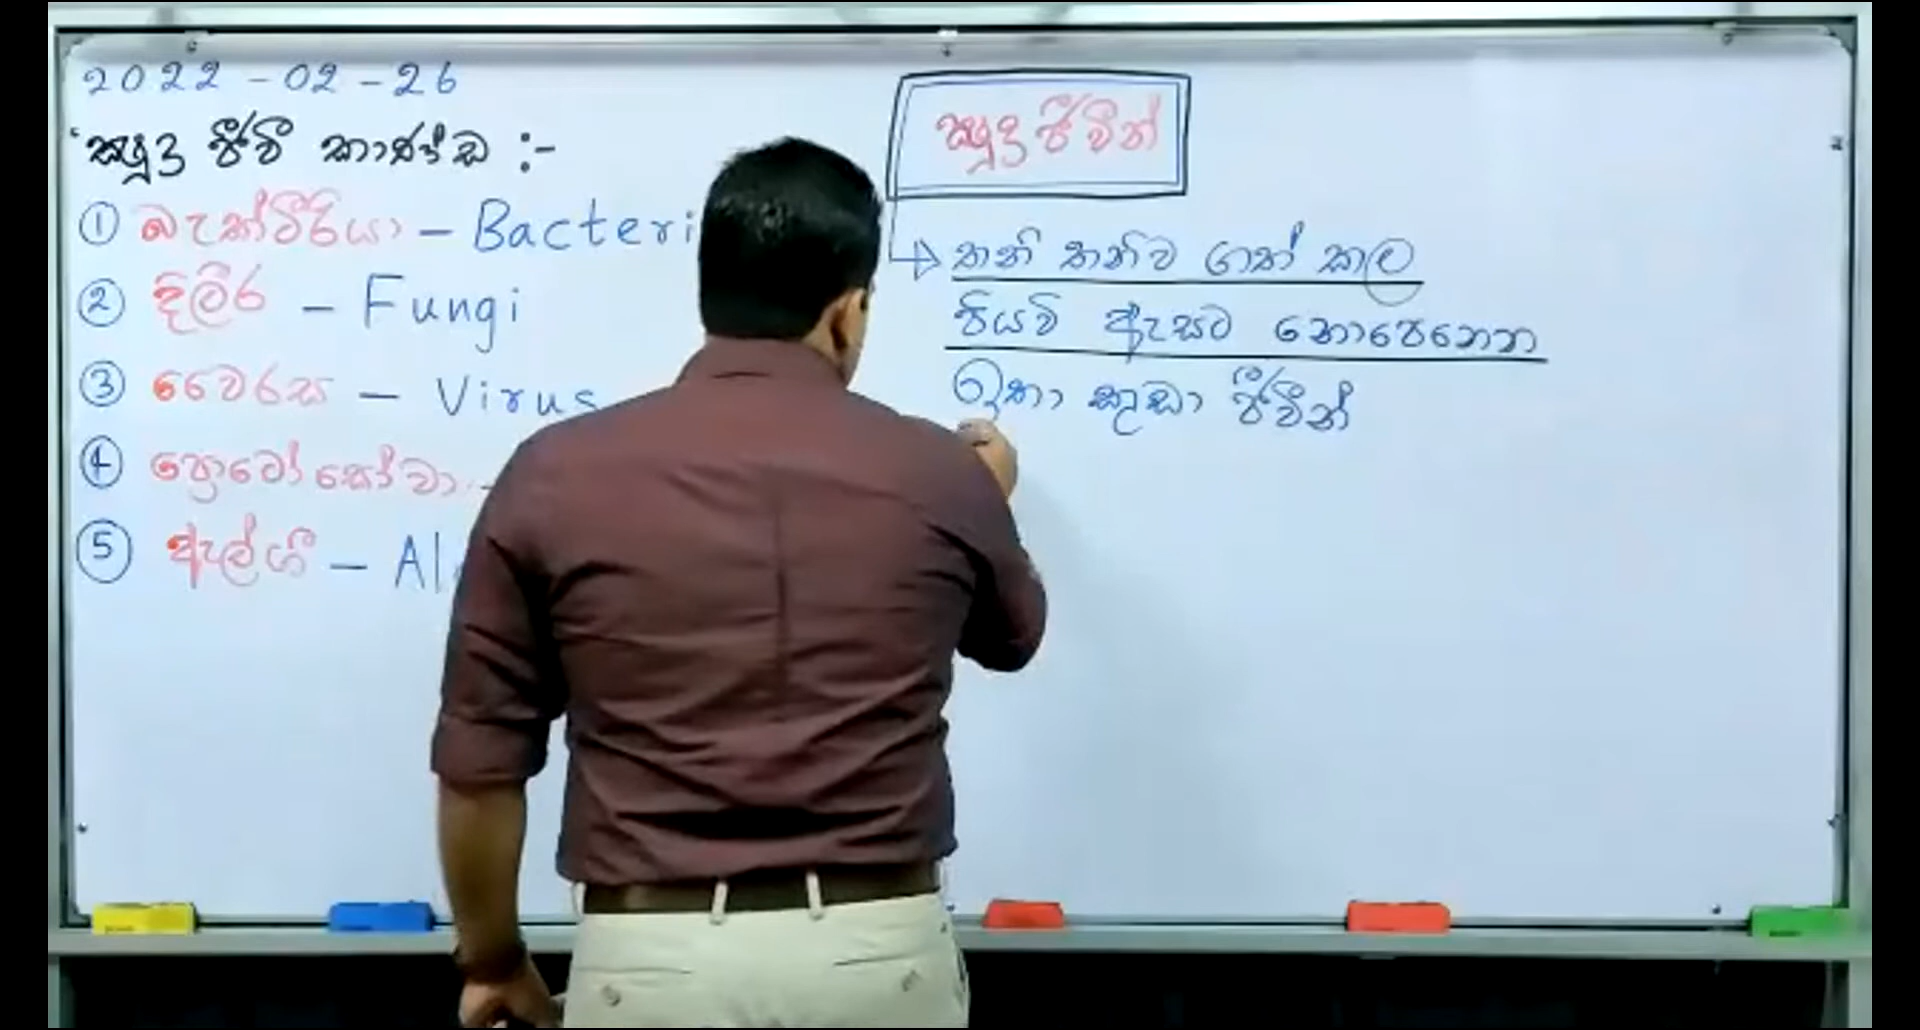 2022-02-26
ක්ෂුද්‍ර ජීවී කාණ්ඩ :-
① බැක්ටීරියා - Bacteri
② දිලීර - Fungi
③ වෛරස - Virus
④ ප්‍රොටෝසෝවා -
⑤ ඇල්ගී - Al
ක්ෂුද්‍ර ජීවීන්
තනි තනිව ගත් කල
පියවි ඇසට නොපෙනෙන
ඉතා කුඩා ජීවීන්